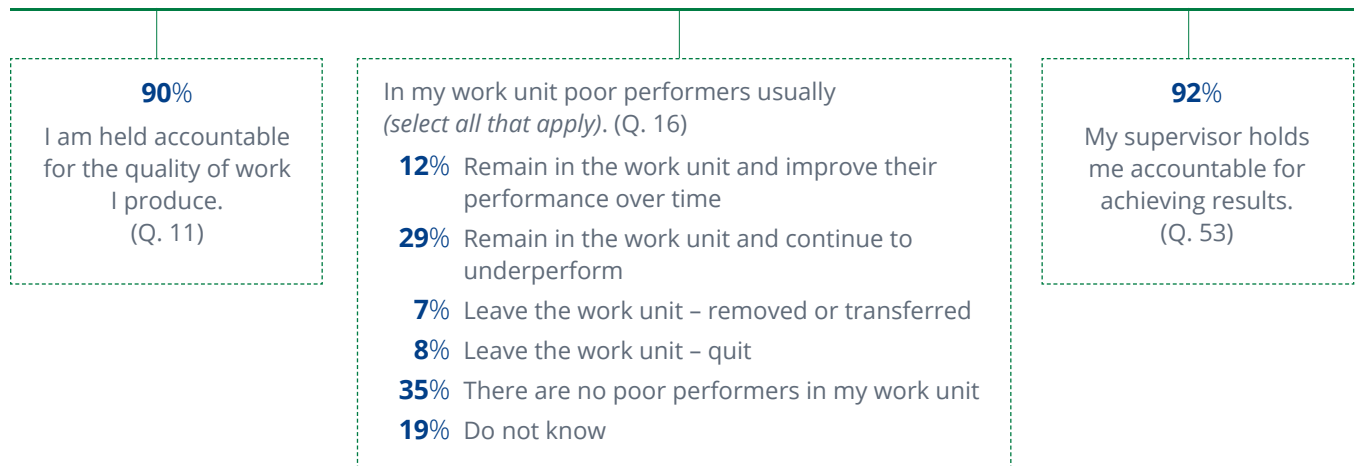 90%
I am held accountable
for the quality of work
I produce.
(Q. 11)
In my work unit poor performers usually
(select all that apply). (Q. 16)
12% Remain in the work unit and improve their
performance over time
29% Remain in the work unit and continue to
underperform
7% Leave the work unit – removed or transferred
8% Leave the work unit – quit
35% There are no poor performers in my work unit
19% Do not know
92%
My supervisor holds
me accountable for
achieving results.
(Q. 53)